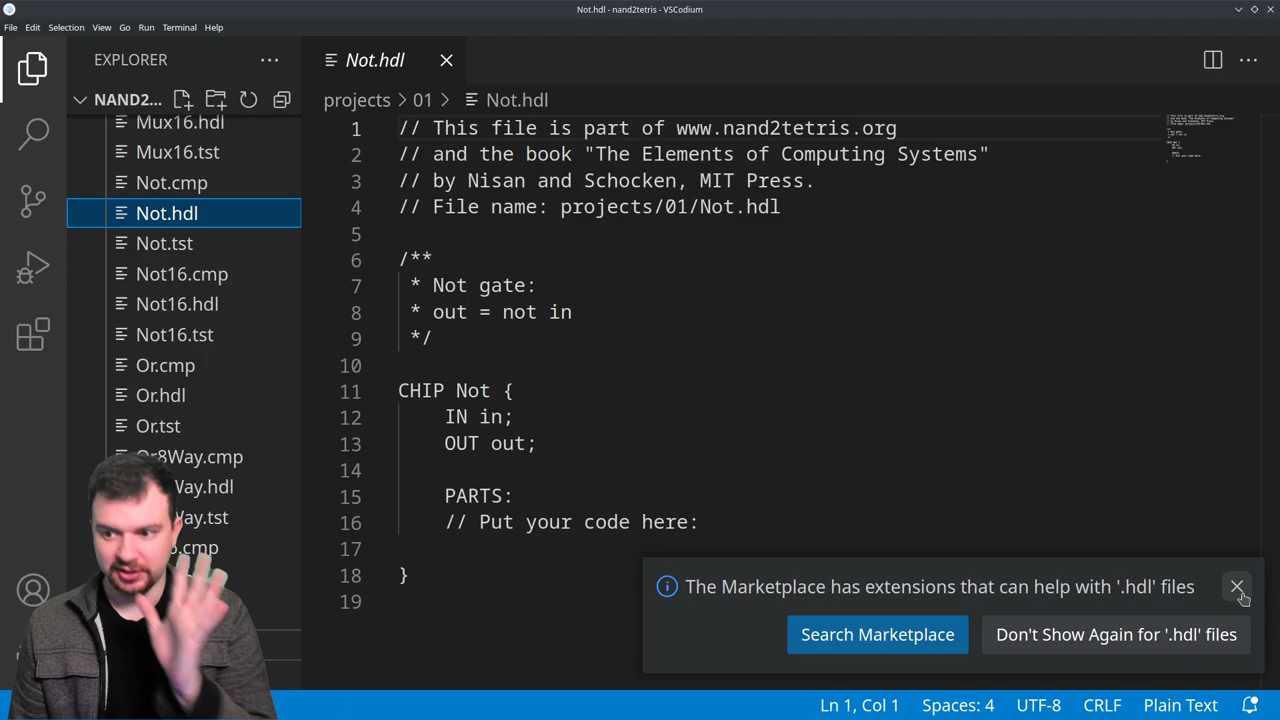 Not.hdl - nand2tetris - VSCodium
File Edit Selection View Go Run Terminal Help
EXPLORER
NAND2...
Mux16.hdl
Mux16.tst
Not.cmp
Not.hdl
Not.tst
Not16.cmp
Not16.hdl
Not16.tst
Or.cmp
Or.hdl
Or.tst
Or8Way.cmp
Way.hdl
Way.tst
.cmp
Not.hdl
projects > 01 > Not.hdl
1 // This file is part of www.nand2tetris.org
2 // and the book "The Elements of Computing Systems"
3 // by Nisan and Schocken, MIT Press.
4 // File name: projects/01/Not.hdl
5
6 /**
7 * Not gate:
8 * out = not in
9 */
10
11 CHIP Not {
12 IN in;
13 OUT out;
14
15 PARTS:
16 // Put your code here:
17
18 }
19
The Marketplace has extensions that can help with '.hdl' files
Search Marketplace
Don't Show Again for '.hdl' files
Ln 1, Col 1 Spaces: 4 UTF-8 CRLF Plain Text